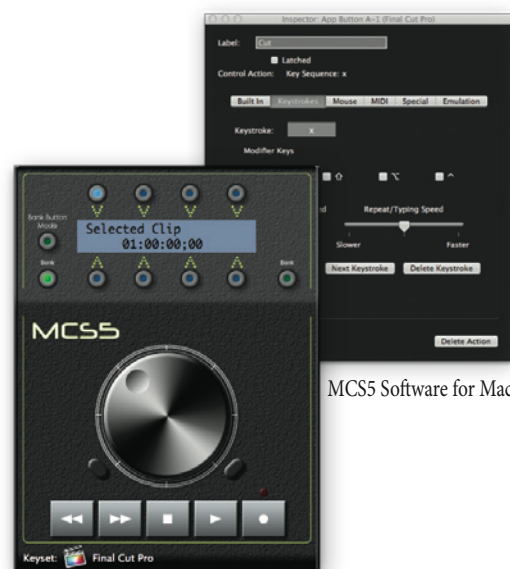 Inspector: App Button A-1 (Final Cut Pro)
Label: Cut
Latched
Control Action: Key Sequence: x
Built In Keystrokes Mouse MIDI Special Emulation
Keystroke: x
Modifier Keys
Repeat/Typing Speed
Slower Faster
Next Keystroke Delete Keystroke
Delete Action
MCS5 Software for Mac
Bank Button
Mode
Selected Clip
01:00:00;00
Bank Bank
MCS5
Keyset: Final Cut Pro